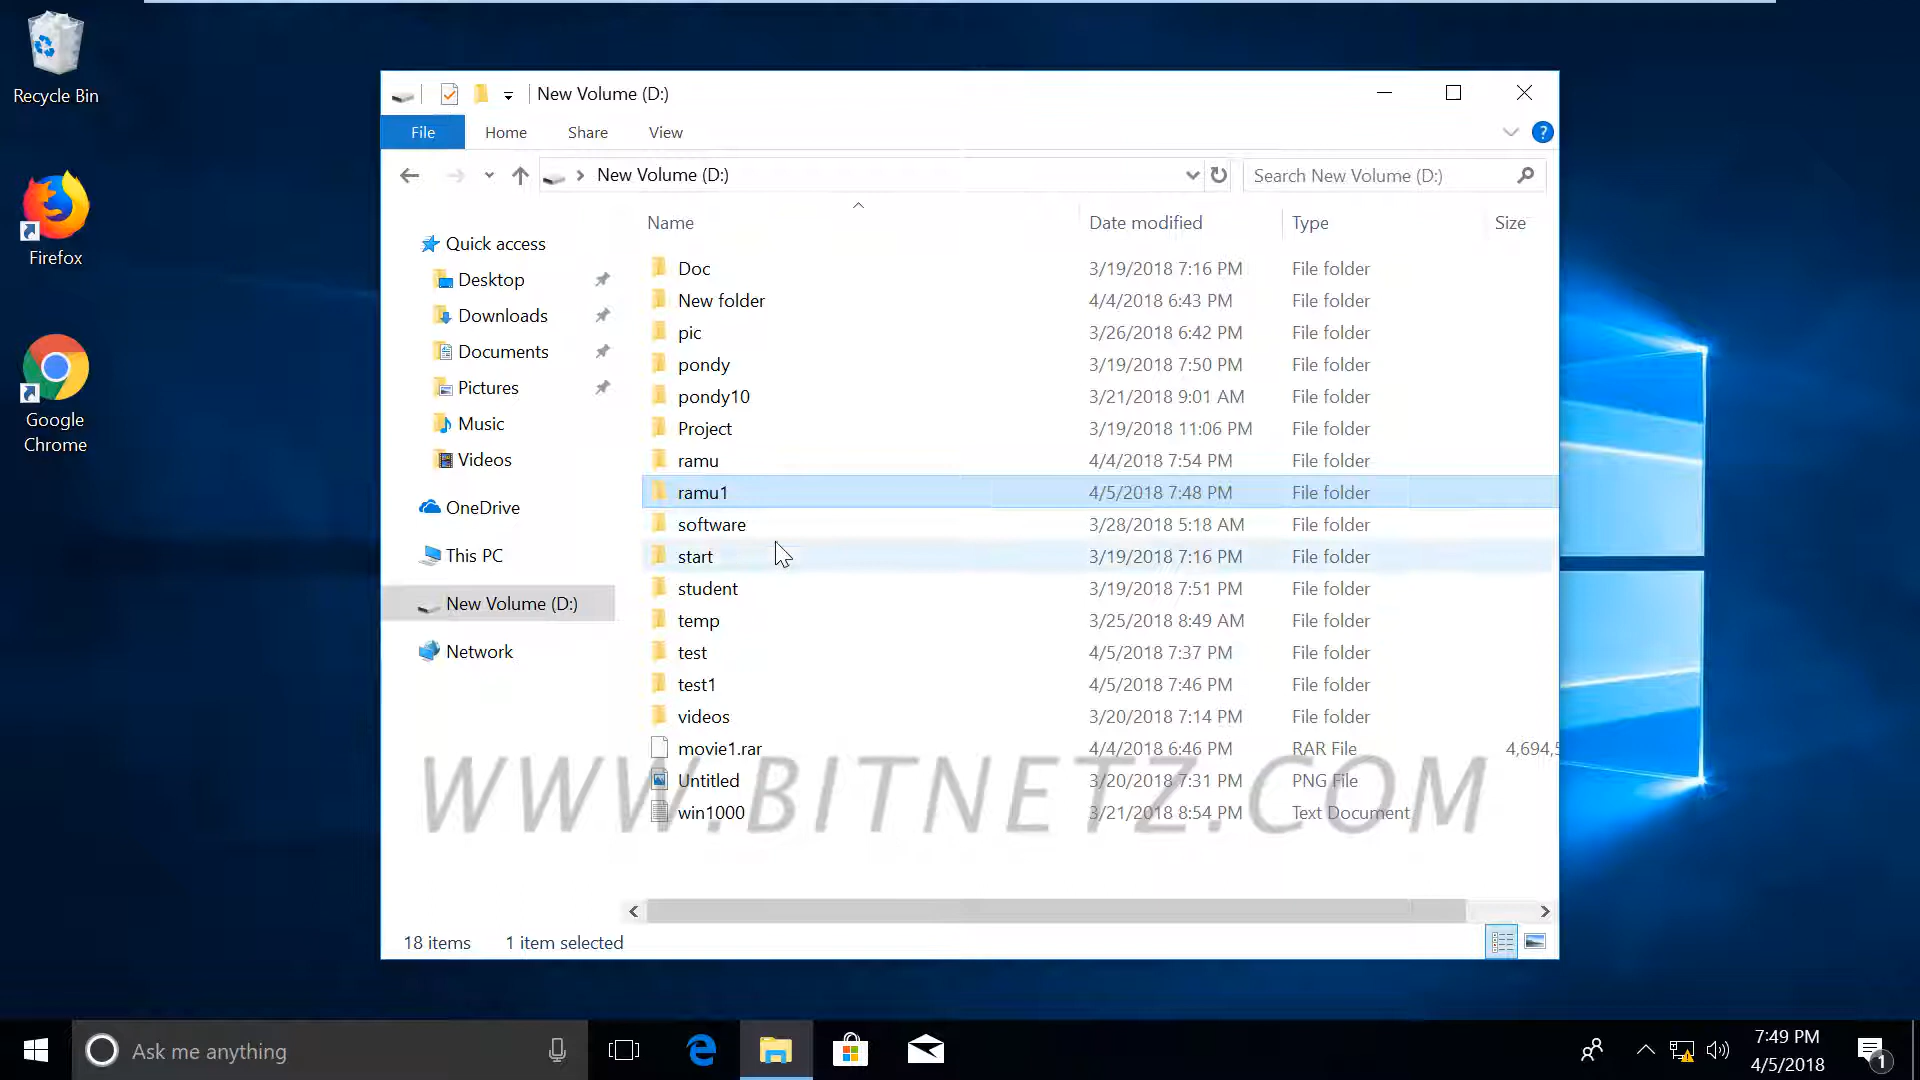 Recycle Bin
Firefox
Google
Chrome
New Volume (D:)
File Home Share View
New Volume (D:)
Search New Volume (D:)
Quick access
Desktop
Downloads
Documents
Pictures
Music
Videos
OneDrive
This PC
New Volume (D:)
Network
Name Date modified Type Size
Doc 3/19/2018 7:16 PM File folder
New folder 4/4/2018 6:43 PM File folder
pic 3/26/2018 6:42 PM File folder
pondy 3/19/2018 7:50 PM File folder
pondy10 3/21/2018 9:01 AM File folder
Project 3/19/2018 11:06 PM File folder
ramu 4/4/2018 7:54 PM File folder
ramu1 4/5/2018 7:48 PM File folder
software 3/28/2018 5:18 AM File folder
start 3/19/2018 7:16 PM File folder
student 3/19/2018 7:51 PM File folder
temp 3/25/2018 8:49 AM File folder
test 4/5/2018 7:37 PM File folder
test1 4/5/2018 7:46 PM File folder
videos 3/20/2018 7:14 PM File folder
movie1.rar 4/4/2018 6:46 PM RAR File
Untitled 3/20/2018 7:31 PM PNG File
win1000 3/21/2018 8:54 PM Text Document
WWW.BITNETZ.COM
18 items 1 item selected
Ask me anything
7:49 PM
4/5/2018
1